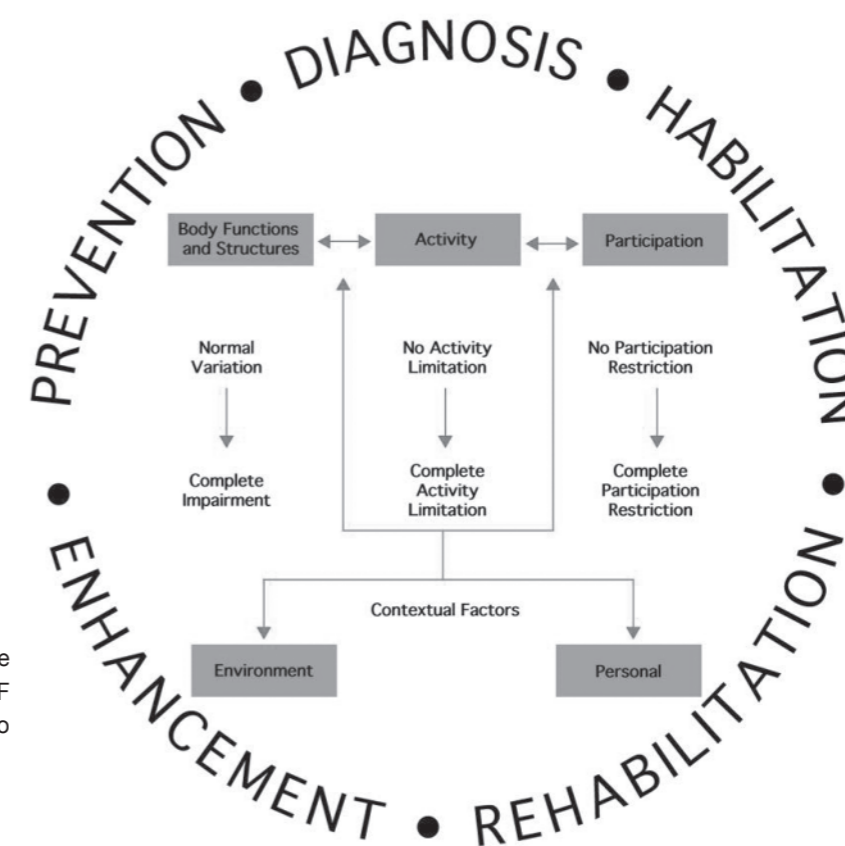 PREVENTION • DIAGNOSIS • HABILITATION • REHABILITATION • ENHANCEMENT •
Body Functions
and Structures
Activity
Participation
Normal
Variation
No Activity
Limitation
No Participation
Restriction
Complete
Impairment
Complete
Activity
Limitation
Complete
Participation
Restriction
Contextual Factors
Environment
Personal
e
F
o